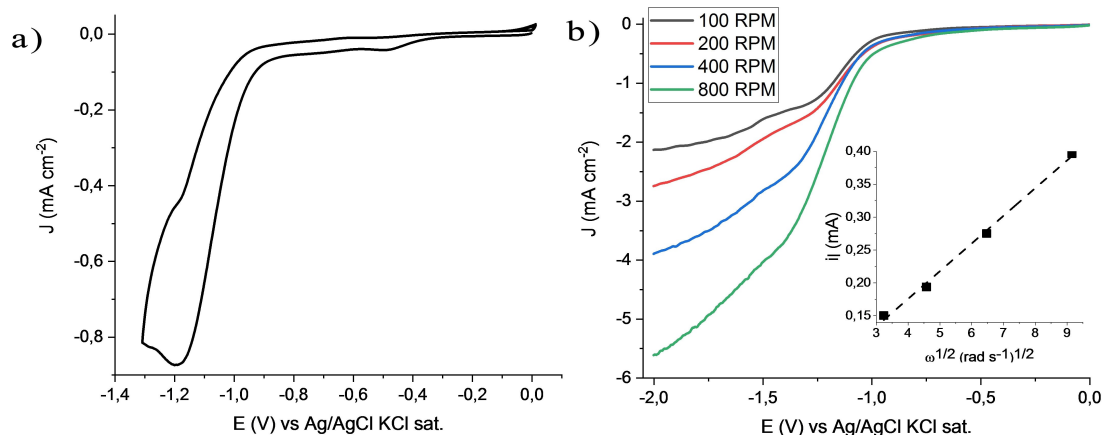 a)
0,0
-0,2
-0,4
-0,6
-0,8
J (mA cm-2)
-1,4 -1,2 -1,0 -0,8 -0,6 -0,4 -0,2 0,0
E (V) vs Ag/AgCl KCl sat.
b)
100 RPM
200 RPM
400 RPM
800 RPM
0
-1
-2
-3
-4
-5
-6
J (mA cm-2)
-2,0 -1,5 -1,0 -0,5 0,0
E (V) vs Ag/AgCl KCl sat.
0,40
0,35
0,30
0,25
0,20
0,15
i| (mA)
3 4 5 6 7 8 9
ω1/2 (rad s-1)1/2